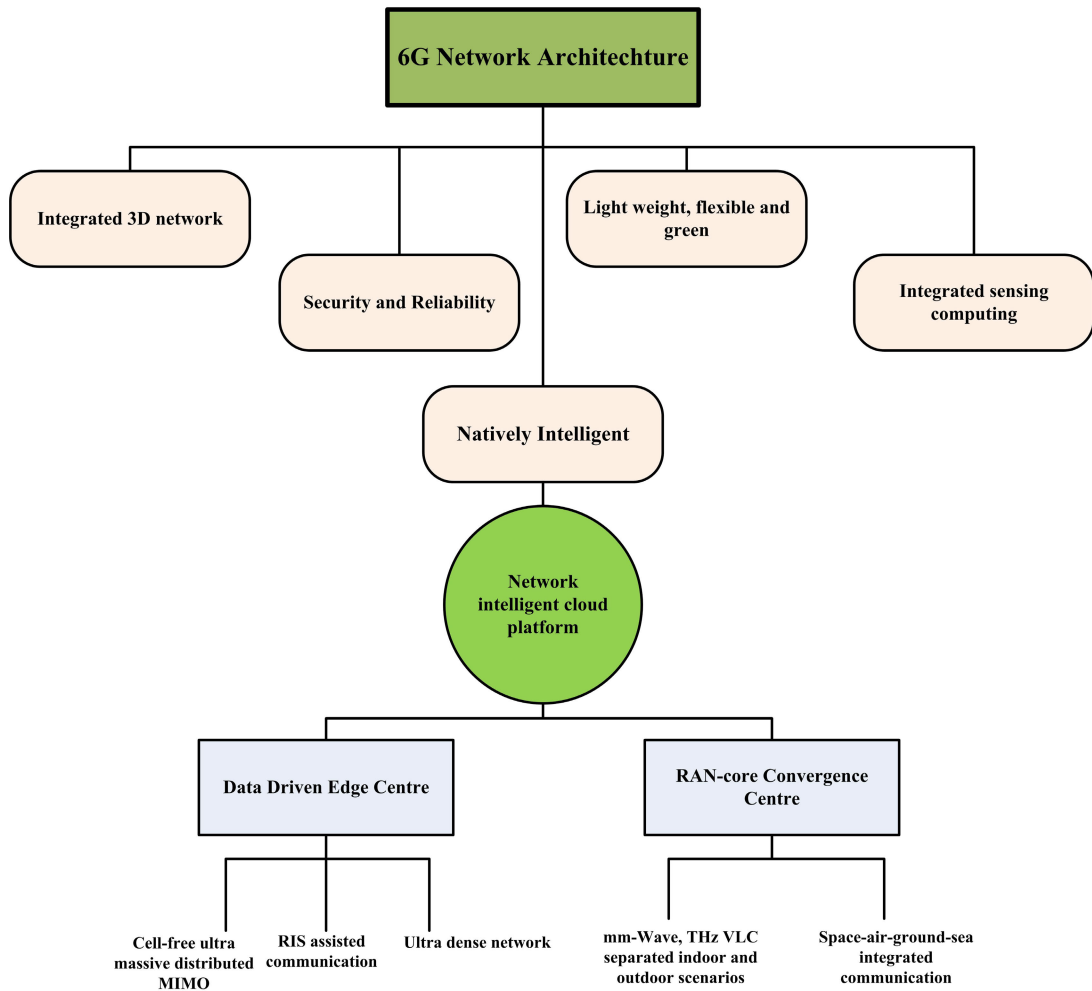 6G Network Architechture
Integrated 3D network
Light weight, flexible and
green
Security and Reliability
Integrated sensing
computing
Natively Intelligent
Network
intelligent cloud
platform
Data Driven Edge Centre
RAN-core Convergence
Centre
Cell-free ultra
massive distributed
MIMO
RIS assisted
communication
Ultra dense network
mm-Wave, THz VLC
separated indoor and
outdoor scenarios
Space-air-ground-sea
integrated
communication